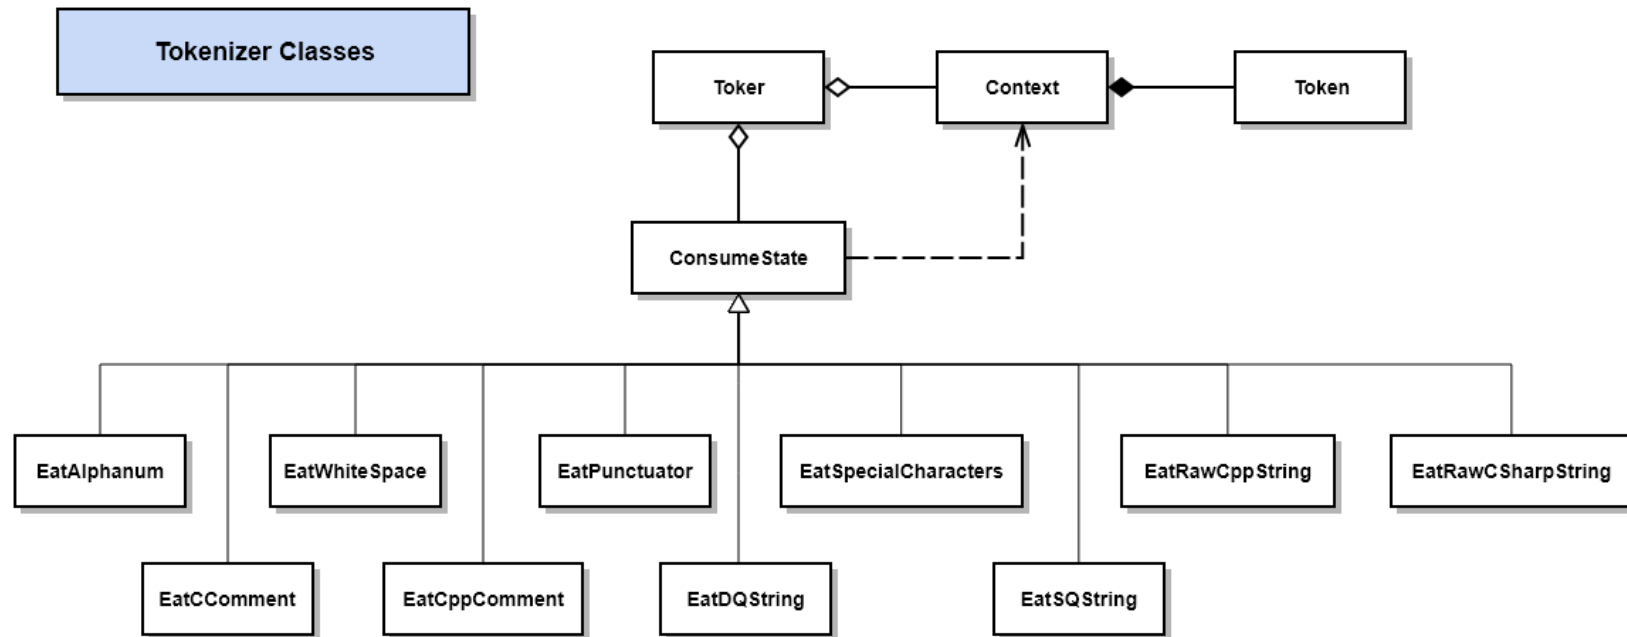 Tokenizer Classes
Toker
Context
Token
ConsumeState
EatAlphanum
EatWhiteSpace
EatPunctuator
EatSpecialCharacters
EatRawCppString
EatRawCSharpString
EatCComment
EatCppComment
EatDQString
EatSQString